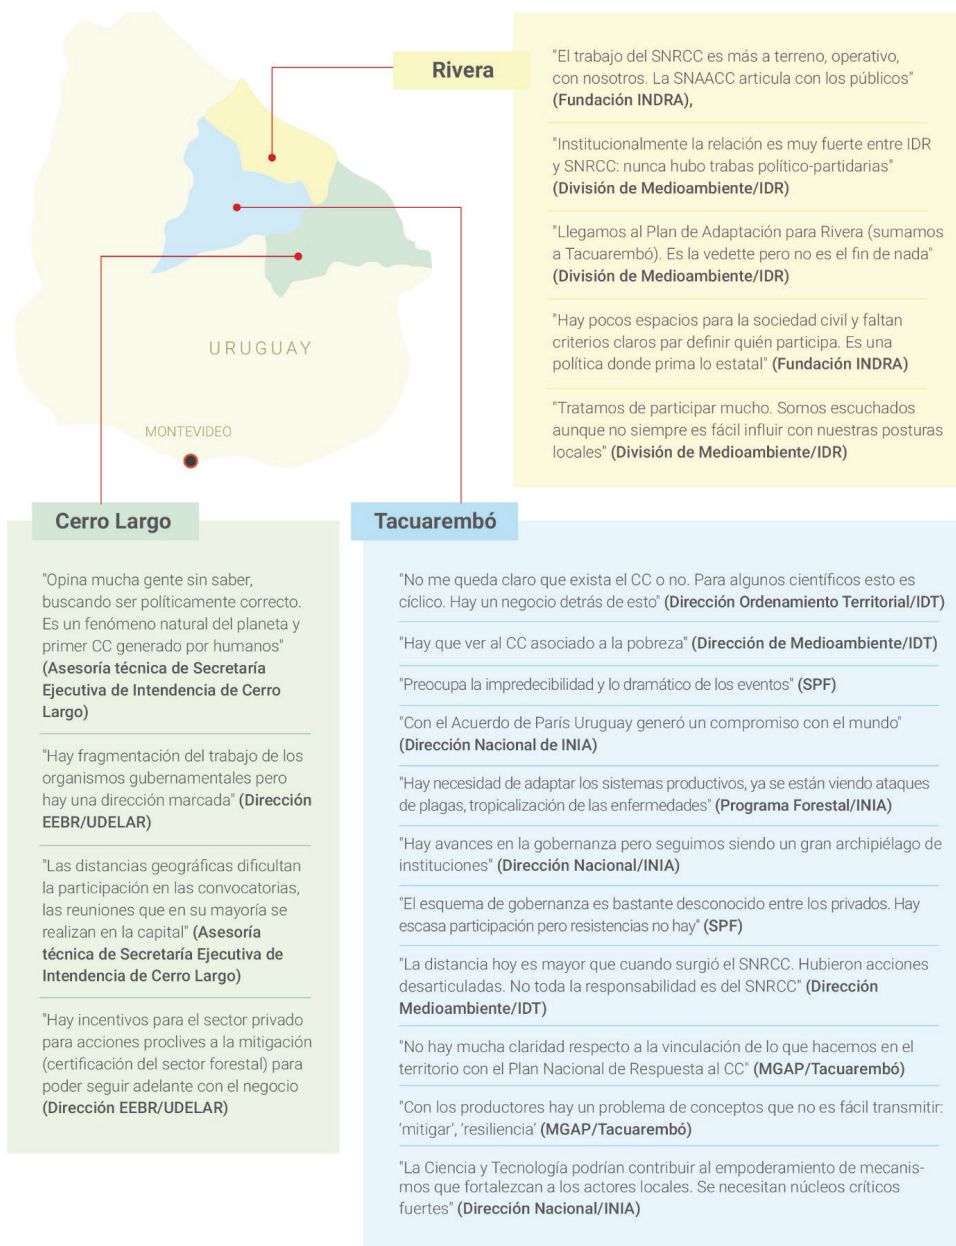 Rivera
"El trabajo del SNRCC es más a terreno, operativo,
con nosotros. La SNAACC articula con los públicos"
(Fundación INDRA),
"Institucionalmente la relación es muy fuerte entre IDR
y SNRCC: nunca hubo trabas político-partidarias"
(División de Medioambiente/IDR)
"Llegamos al Plan de Adaptación para Rivera (sumamos
a Tacuarembó). Es la vedette pero no es el fin de nada"
(División de Medioambiente/IDR)
"Hay pocos espacios para la sociedad civil y faltan
criterios claros par definir quién participa. Es una
política donde prima lo estatal" (Fundación INDRA)
"Tratamos de participar mucho. Somos escuchados
aunque no siempre es fácil influir con nuestras posturas
locales" (División de Medioambiente/IDR)
URUGUAY
MONTEVIDEO
Cerro Largo
"Opina mucha gente sin saber,
buscando ser políticamente correcto.
Es un fenómeno natural del planeta y
primer CC generado por humanos"
(Asesoría técnica de Secretaría
Ejecutiva de Intendencia de Cerro
Largo)
"Hay fragmentación del trabajo de los
organismos gubernamentales pero
hay una dirección marcada" (Dirección
EEBR/UDELAR)
"Las distancias geográficas dificultan
la participación en las convocatorias,
las reuniones que en su mayoría se
realizan en la capital" (Asesoría
técnica de Secretaría Ejecutiva de
Intendencia de Cerro Largo)
"Hay incentivos para el sector privado
para acciones proclives a la mitigación
(certificación del sector forestal) para
poder seguir adelante con el negocio
(Dirección EEBR/UDELAR)
Tacuarembó
"No me queda claro que exista el CC o no. Para algunos científicos esto es
cíclico. Hay un negocio detrás de esto" (Dirección Ordenamiento Territorial/IDT)
"Hay que ver al CC asociado a la pobreza" (Dirección de Medioambiente/IDT)
"Preocupa la impredecibilidad y lo dramático de los eventos" (SPF)
"Con el Acuerdo de París Uruguay generó un compromiso con el mundo"
(Dirección Nacional de INIA)
"Hay necesidad de adaptar los sistemas productivos, ya se están viendo ataques
de plagas, tropicalización de las enfermedades" (Programa Forestal/INIA)
"Hay avances en la gobernanza pero seguimos siendo un gran archipiélago de
instituciones" (Dirección Nacional/INIA)
"El esquema de gobernanza es bastante desconocido entre los privados. Hay
escasa participación pero resistencias no hay" (SPF)
"La distancia hoy es mayor que cuando surgió el SNRCC. Hubieron acciones
desarticuladas. No toda la responsabilidad es del SNRCC" (Dirección
Medioambiente/IDT)
"No hay mucha claridad respecto a la vinculación de lo que hacemos en el
territorio con el Plan Nacional de Respuesta al CC" (MGAP/Tacuarembó)
"Con los productores hay un problema de conceptos que no es fácil transmitir:
'mitigar', 'resiliencia' (MGAP/Tacuarembó)
"La Ciencia y Tecnología podrían contribuir al empoderamiento de mecanis-
mos que fortalezcan a los actores locales. Se necesitan núcleos críticos
fuertes" (Dirección Nacional/INIA)